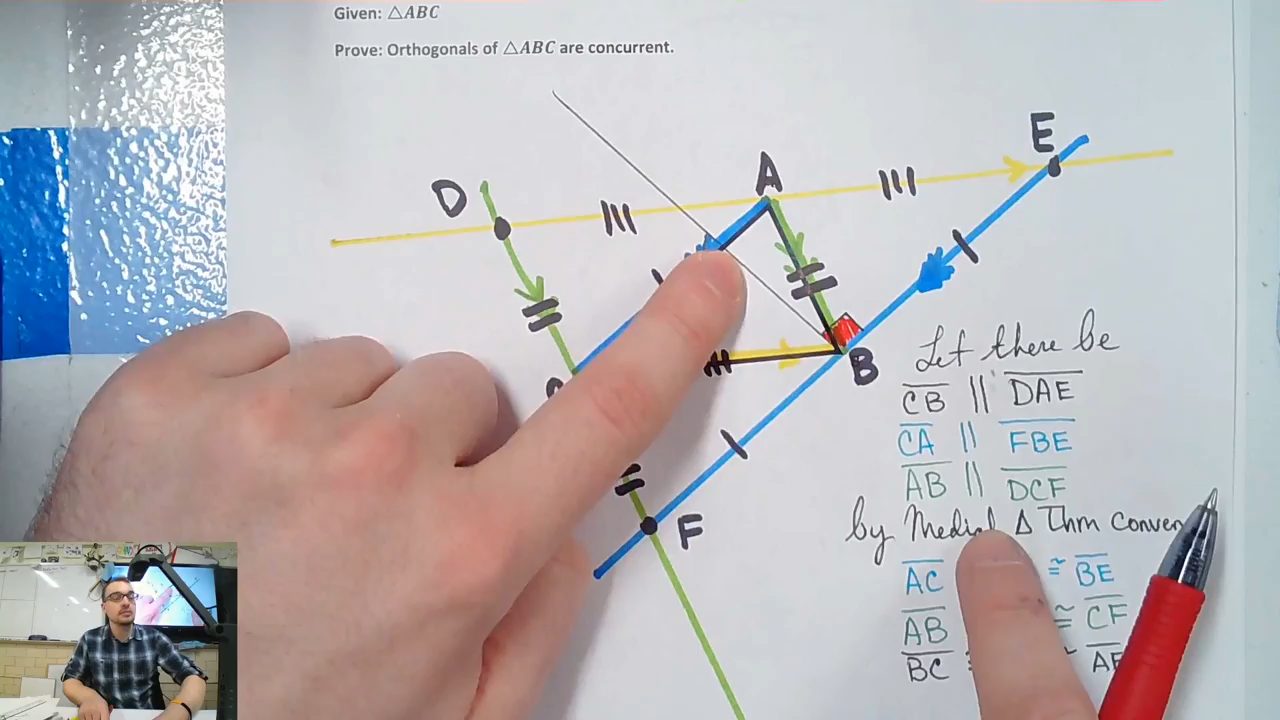 Given: △ABC
Prove: Orthogonals of △ABC are concurrent.
E
A
D
B
F
Let there be
CB || DAE
CA || FBE
AB || DCF
by Medial △ Thm
AC ≅ BE
AB ≅ CF
BC